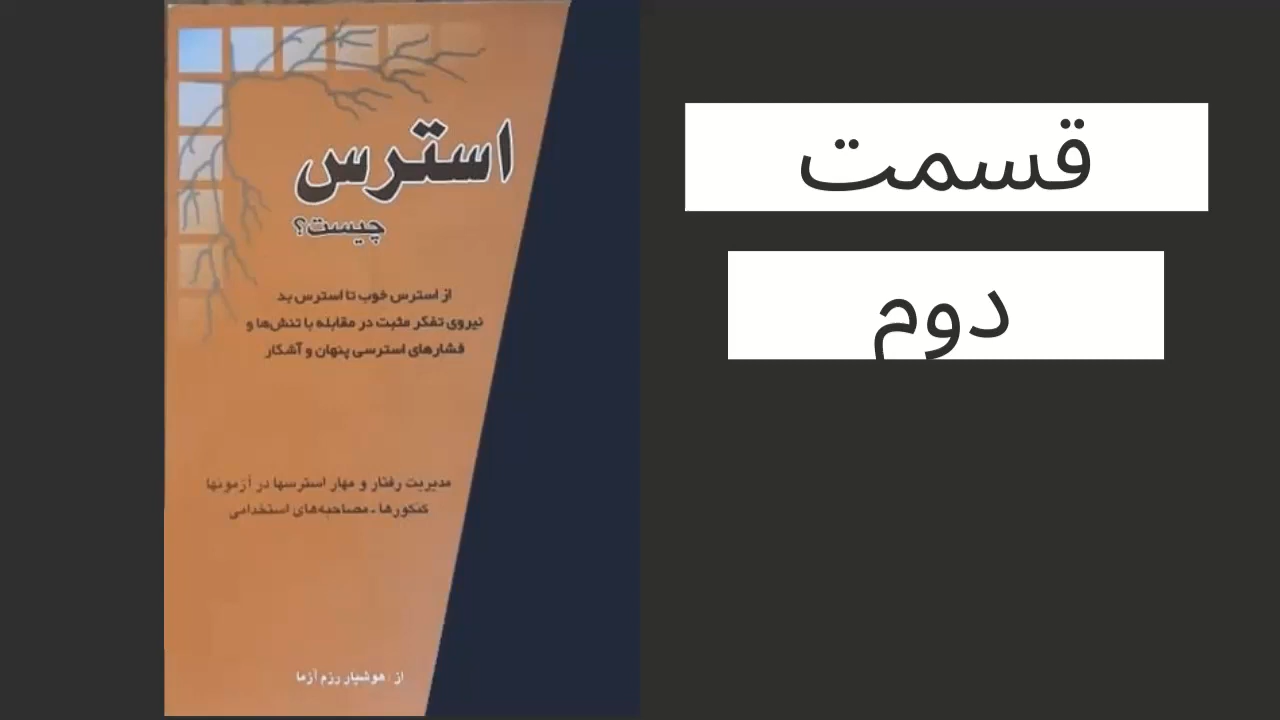 استرس
چیست؟
از استرس خوب تا استرس بد
نیروی تفکر مثبت در مقابله با تنش‌ها و
فشارهای استرسی پنهان و آشکار
مدیریت رفتار و مهار استرسها در آزمونها
کنکورها - مصاحبه‌های استخدامی
از : هوشیار رزم آزما
قسمت
دوم